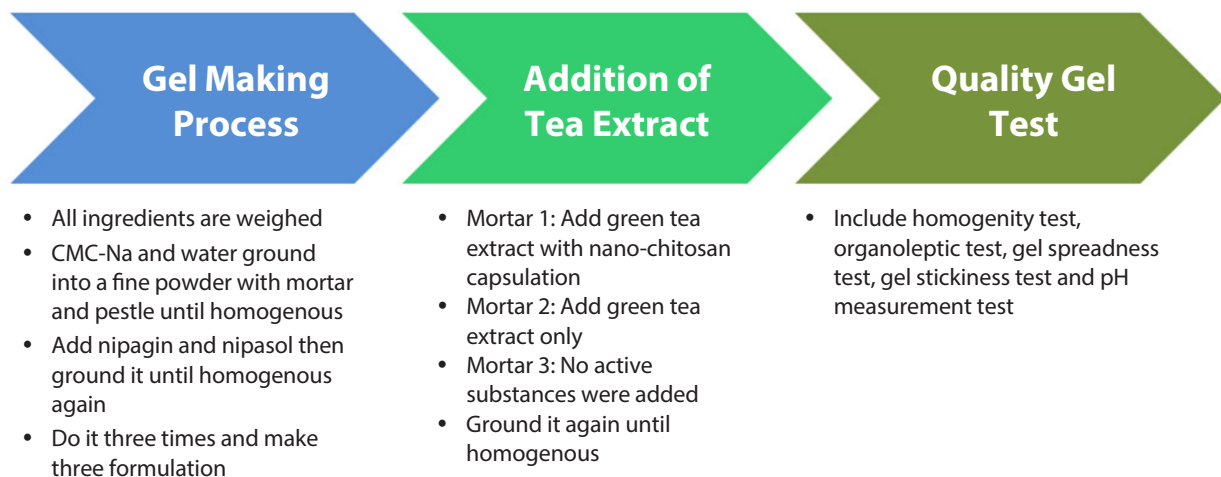 Gel Making
Process
• All ingredients are weighed
• CMC-Na and water ground
into a fine powder with mortar
and pestle until homogenous
• Add nipagin and nipasol then
ground it until homogenous
again
• Do it three times and make
three formulation
Addition of
Tea Extract
• Mortar 1: Add green tea
extract with nano-chitosan
capsulation
• Mortar 2: Add green tea
extract only
• Mortar 3: No active
substances were added
• Ground it again until
homogenous
Quality Gel
Test
• Include homogenity test,
organoleptic test, gel spreadness
test, gel stickiness test and pH
measurement test